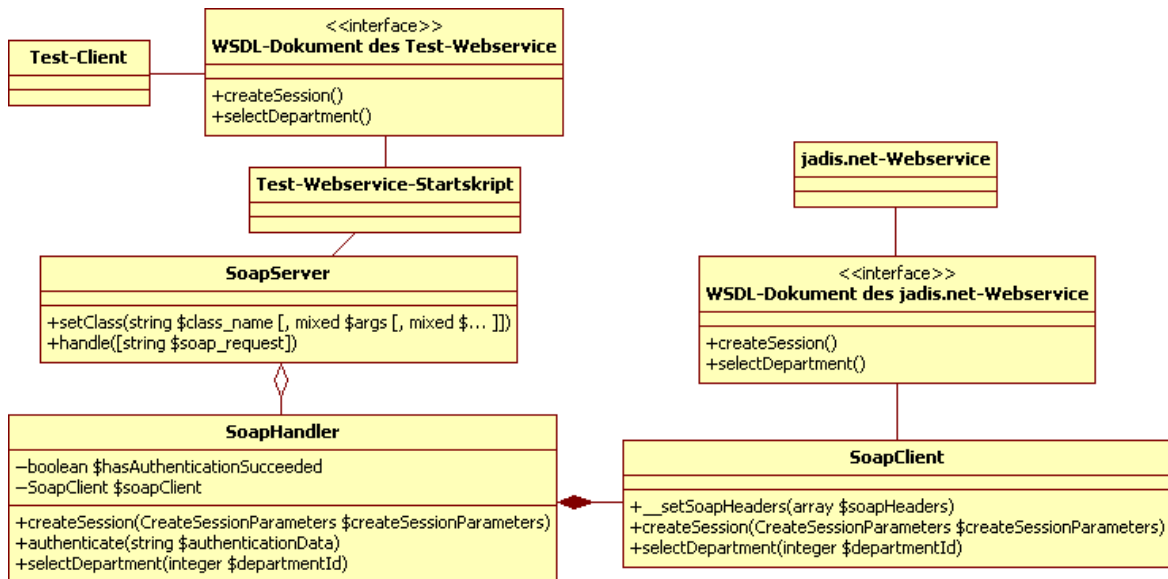 Test-Client
<<interface>>
WSDL-Dokument des Test-Webservice
+createSession()
+selectDepartment()
Test-Webservice-Startskript
jadis.net-Webservice
SoapServer
+setClass(string $class_name [, mixed $args [, mixed $... ]])
+handle([string $soap_request])
<<interface>>
WSDL-Dokument des jadis.net-Webservice
+createSession()
+selectDepartment()
SoapHandler
−boolean $hasAuthenticationSucceeded
−SoapClient $soapClient
+createSession(CreateSessionParameters $createSessionParameters)
+authenticate(string $authenticationData)
+selectDepartment(integer $departmentId)
SoapClient
+__setSoapHeaders(array $soapHeaders)
+createSession(CreateSessionParameters $createSessionParameters)
+selectDepartment(integer $departmentId)